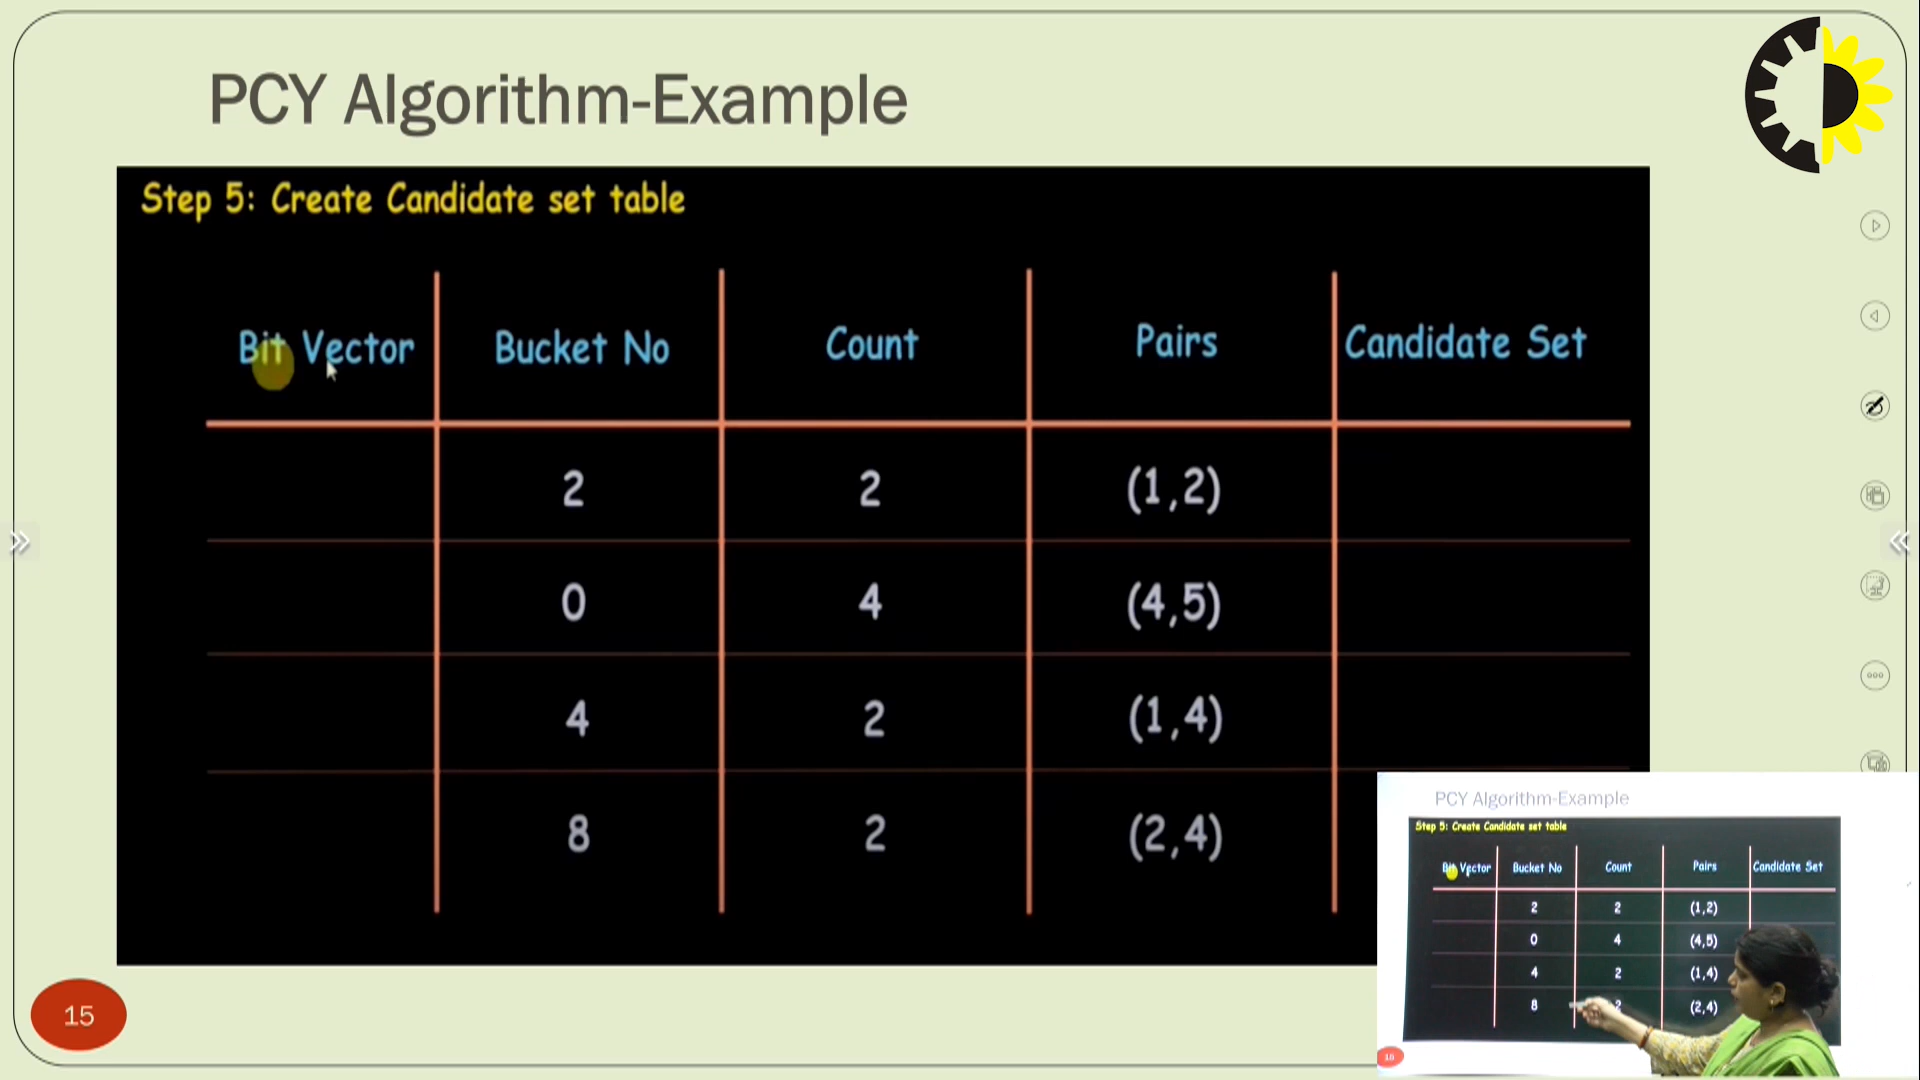 PCY Algorithm-Example
Step 5: Create Candidate set table
Bit Vector Bucket No Count Pairs Candidate Set
2 2 (1,2)
0 4 (4,5)
4 2 (1,4)
8 2 (2,4)
15
PCY Algorithm-Example
Step 5: Create Candidate set table
Bit Vector Bucket No Count Pairs Candidate Set
2 2 (1,2)
0 4 (4,5)
4 2 (1,4)
8 2 (2,4)
15